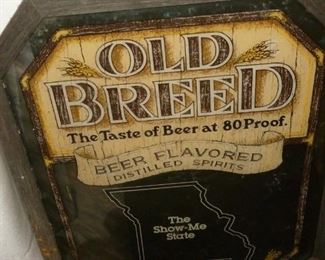 OLD
BREED
The Taste of Beer at 80 Proof.
BEER FLAVORED
DISTILLED SPIRITS
The
Show-Me
State